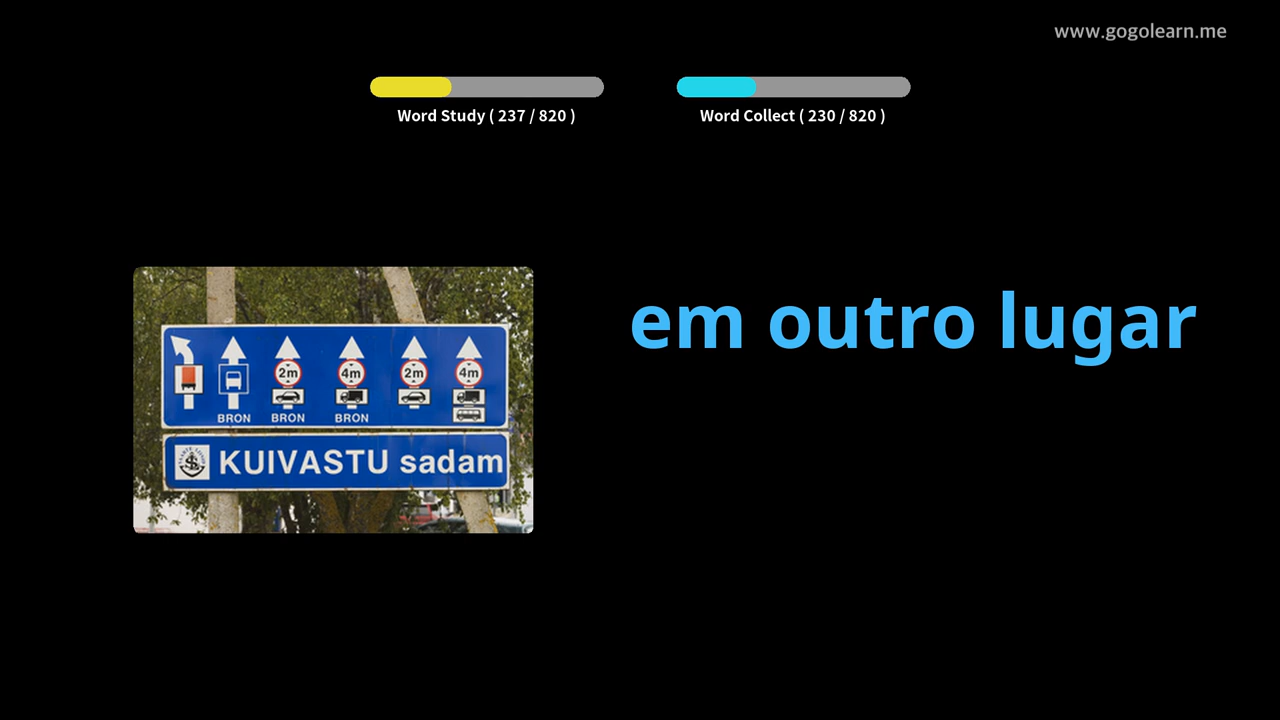 www.gogolearn.me
Word Study ( 237 / 820 )
Word Collect ( 230 / 820 )
em outro lugar
2m 4m 2m 4m
BRON BRON BRON
KUIVASTU sadam